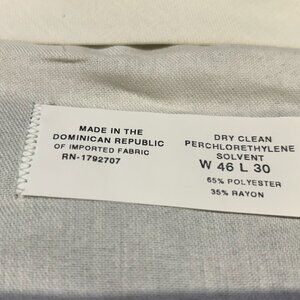 MADE IN THE
DOMINICAN REPUBLIC
OF IMPORTED FABRIC
RN-1792707
DRY CLEAN
PERCHLORETHYLENE
SOLVENT
W 46 L 30
65% POLYESTER
35% RAYON